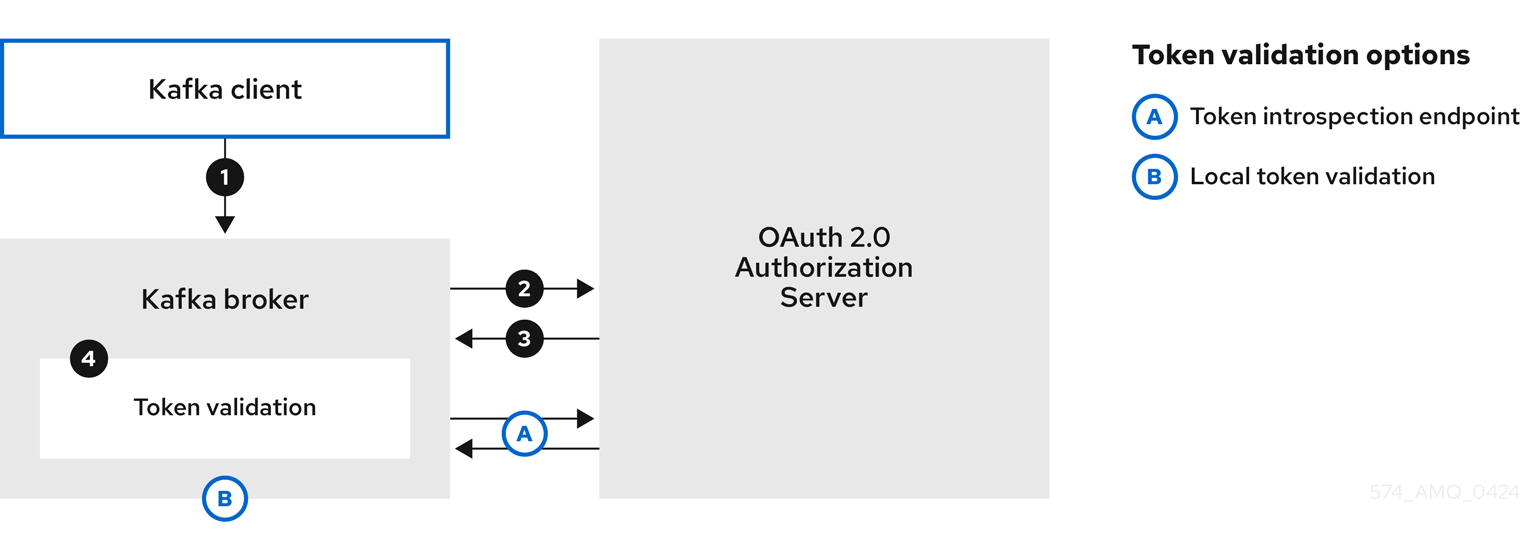 Kafka client
1
Kafka broker
4
Token validation
B
2
3
A
OAuth 2.0
Authorization
Server
Token validation options
A Token introspection endpoint
B Local token validation
574_AMQ_0424